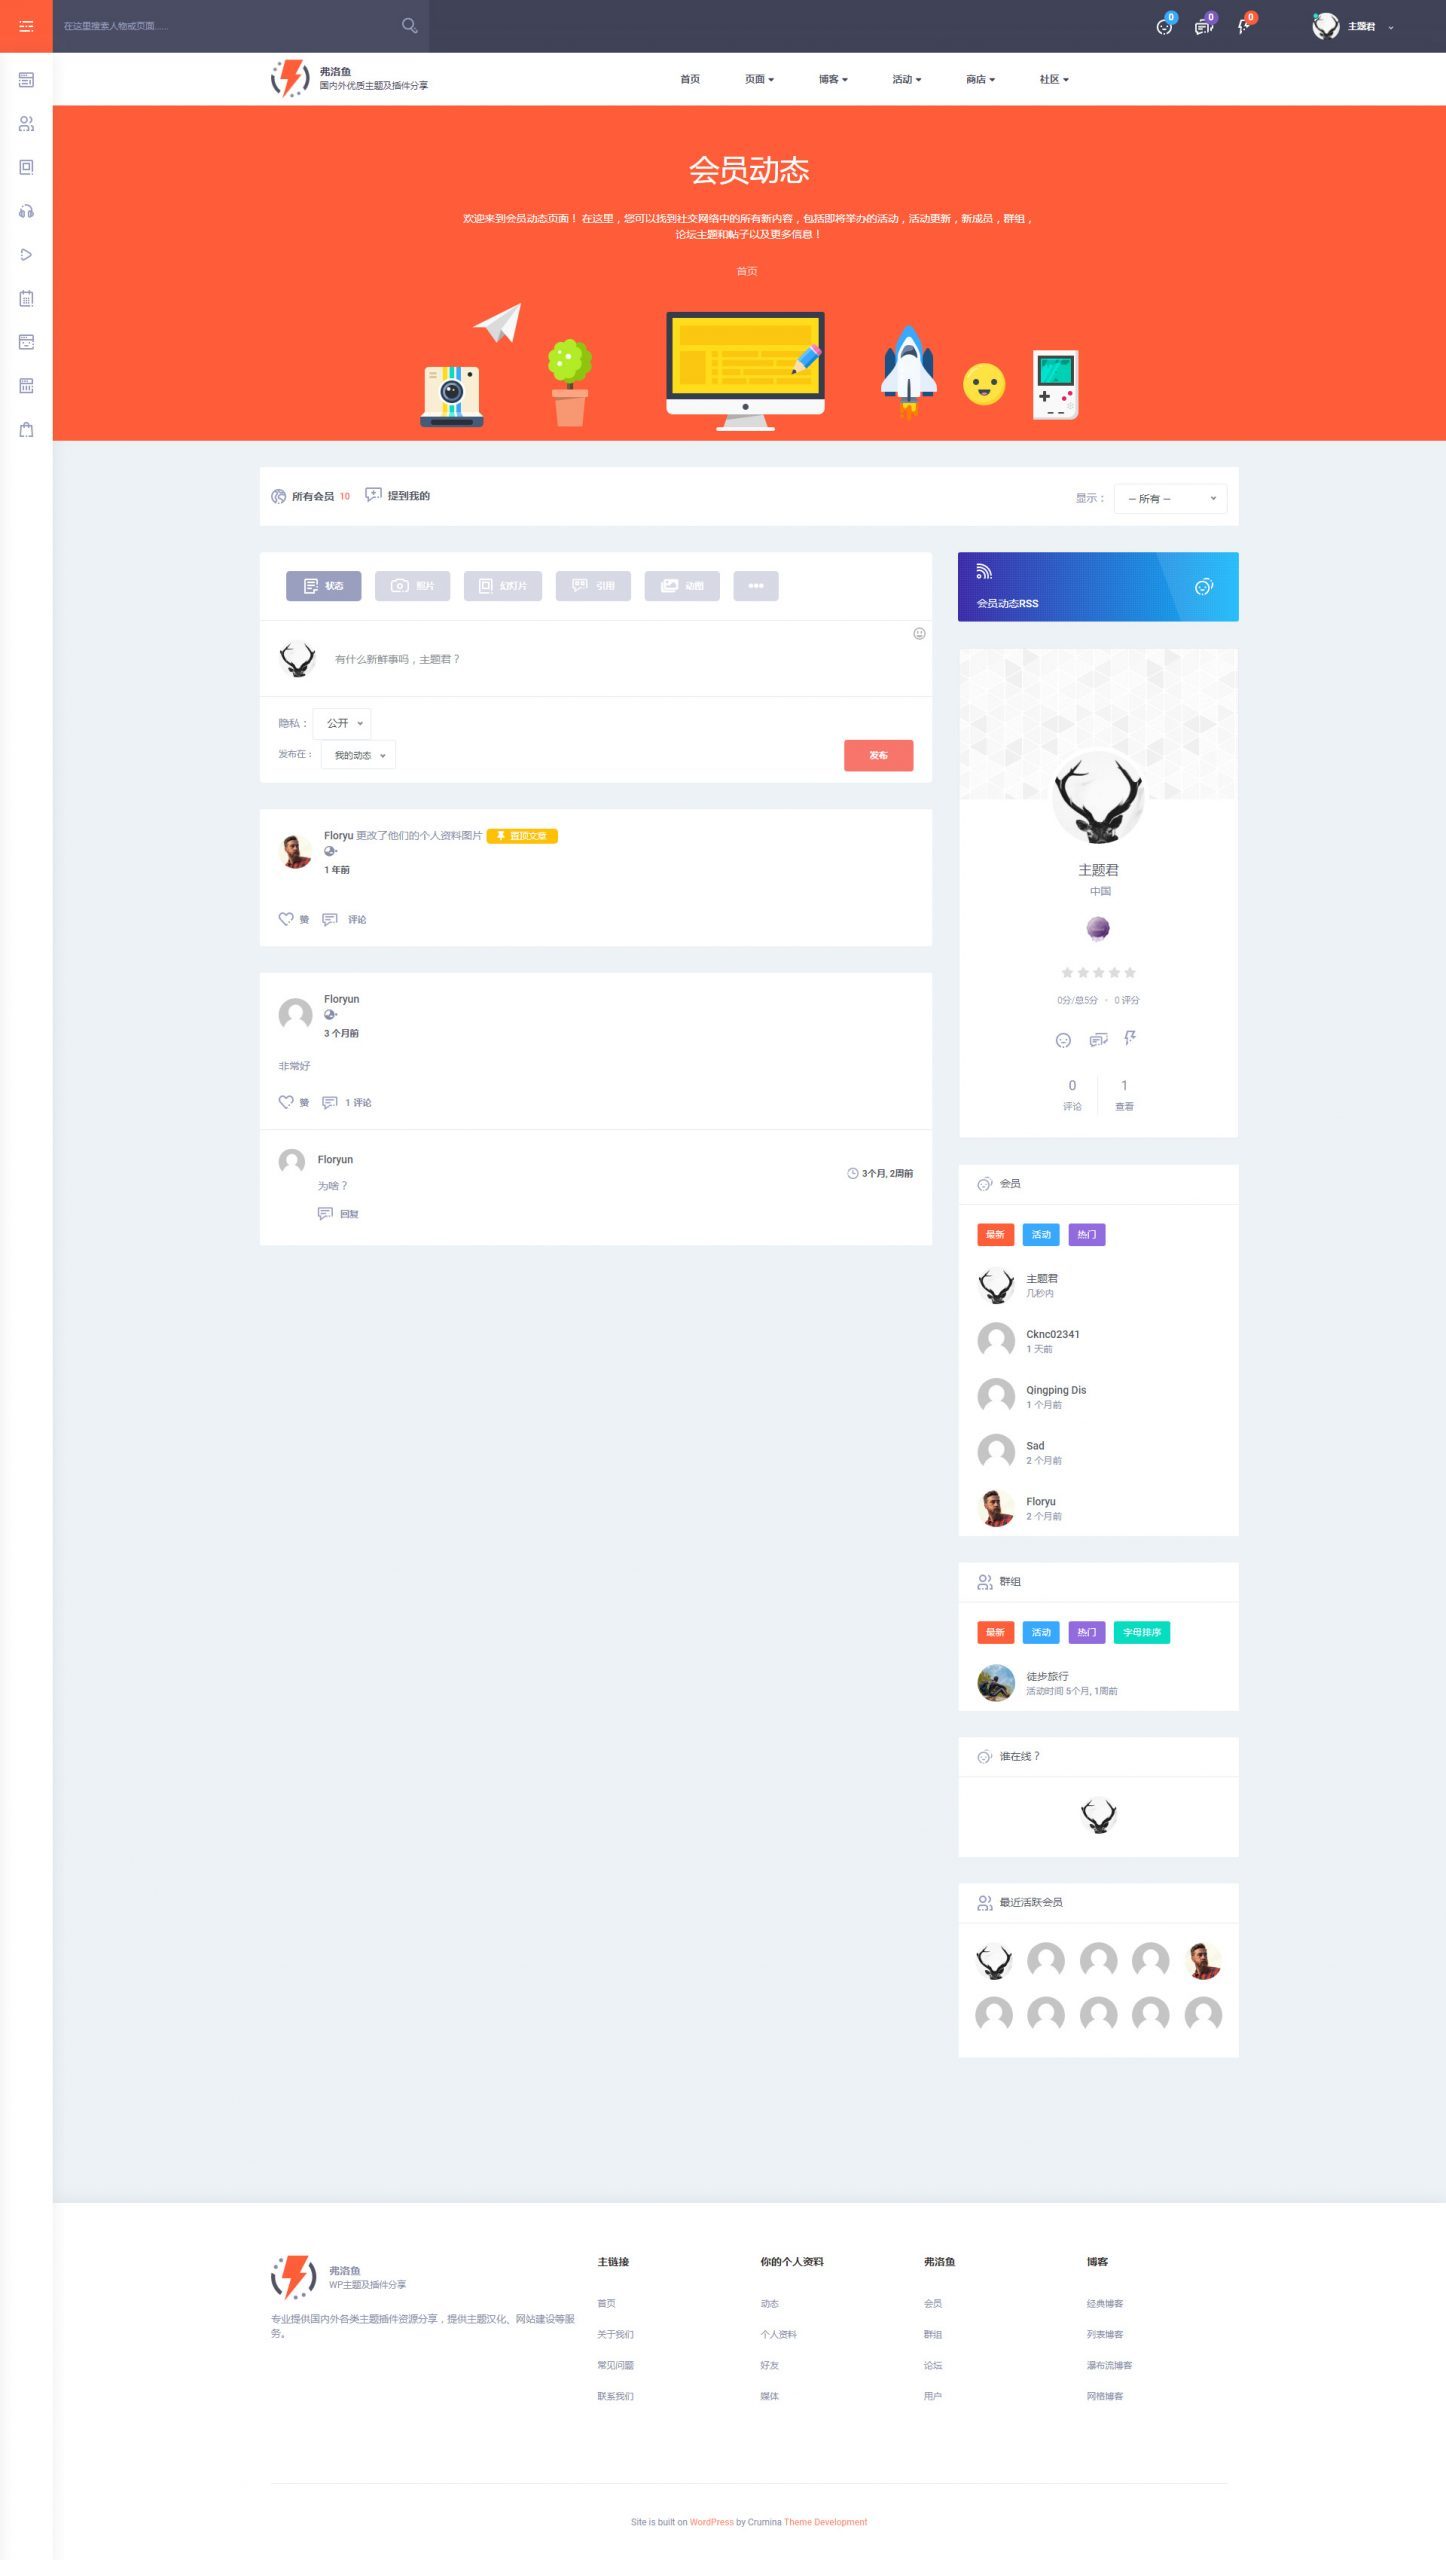 在这里搜索人物或页面......
0
0
0
主题君
弗洛鱼
国内外优质主题及插件分享
首页
页面
博客
活动
商店
社区
会员动态
欢迎来到会员动态页面！ 在这里，您可以找到社交网络中的所有新内容，包括即将举办的活动，活动更新，新成员，群组，
论坛主题和帖子以及更多信息！
首页
所有会员 10
提到我的
显示：
— 所有 —
状态
照片
幻灯片
引用
动图
有什么新鲜事吗，主题君？
隐私：
公开
发布在：
我的动态
发布
Floryu 更改了他们的个人资料图片 置顶文章
1 年前
赞
评论
Floryun
3 个月前
非常好
赞
1 评论
Floryun
3个月, 2周前
为啥？
回复
会员动态RSS
主题君
中国
0分/总5分 · 0 评分
0
评论
1
查看
会员
最新
活动
热门
主题君
几秒内
Cknc02341
1 天前
Qingping Dis
1 个月前
Sad
2 个月前
Floryu
2 个月前
群组
最新
活动
热门
字母排序
徒步旅行
活动时间 5个月, 1周前
谁在线？
最近活跃会员
弗洛鱼
WP主题及插件分享
专业提供国内外各类主题插件资源分享，提供主题汉化、网站建设等服
务。
主链接
首页
关于我们
常见问题
联系我们
你的个人资料
动态
个人资料
好友
媒体
弗洛鱼
会员
群组
论坛
用户
博客
经典博客
列表博客
瀑布流博客
网格博客
Site is built on WordPress by Crumina Theme Development